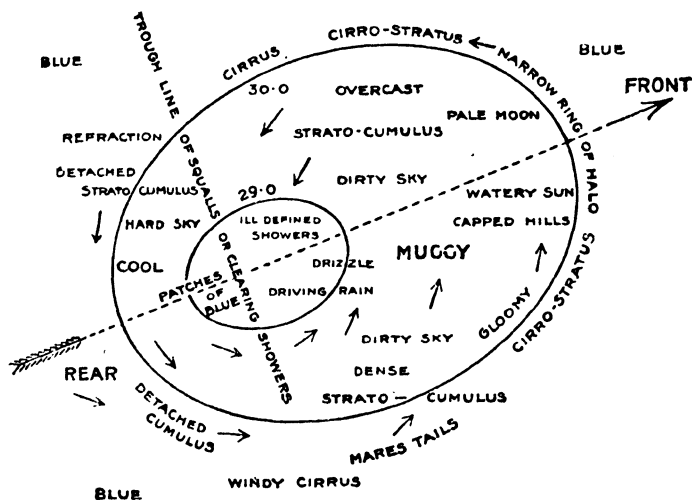 BLUE
TROUGH LINE OF SQUALLS OR CLEARING SHOWERS
CIRRUS
CIRRO-STRATUS
NARROW RING OF HALO
BLUE
FRONT
30·0
OVERCAST
PALE MOON
REFRACTION
STRATO-CUMULUS
DETACHED
STRATO CUMULUS
29·0
DIRTY SKY
WATERY SUN
HARD SKY
ILL DEFINED
SHOWERS
CAPPED HILLS
MUGGY
COOL
DRIZZLE
PATCHES
OF
BLUE
DRIVING RAIN
GLOOMY
CIRRO-STRATUS
DIRTY SKY
REAR
DENSE
STRATO - CUMULUS
DETACHED
CUMULUS
MARES TAILS
WINDY CIRRUS
BLUE